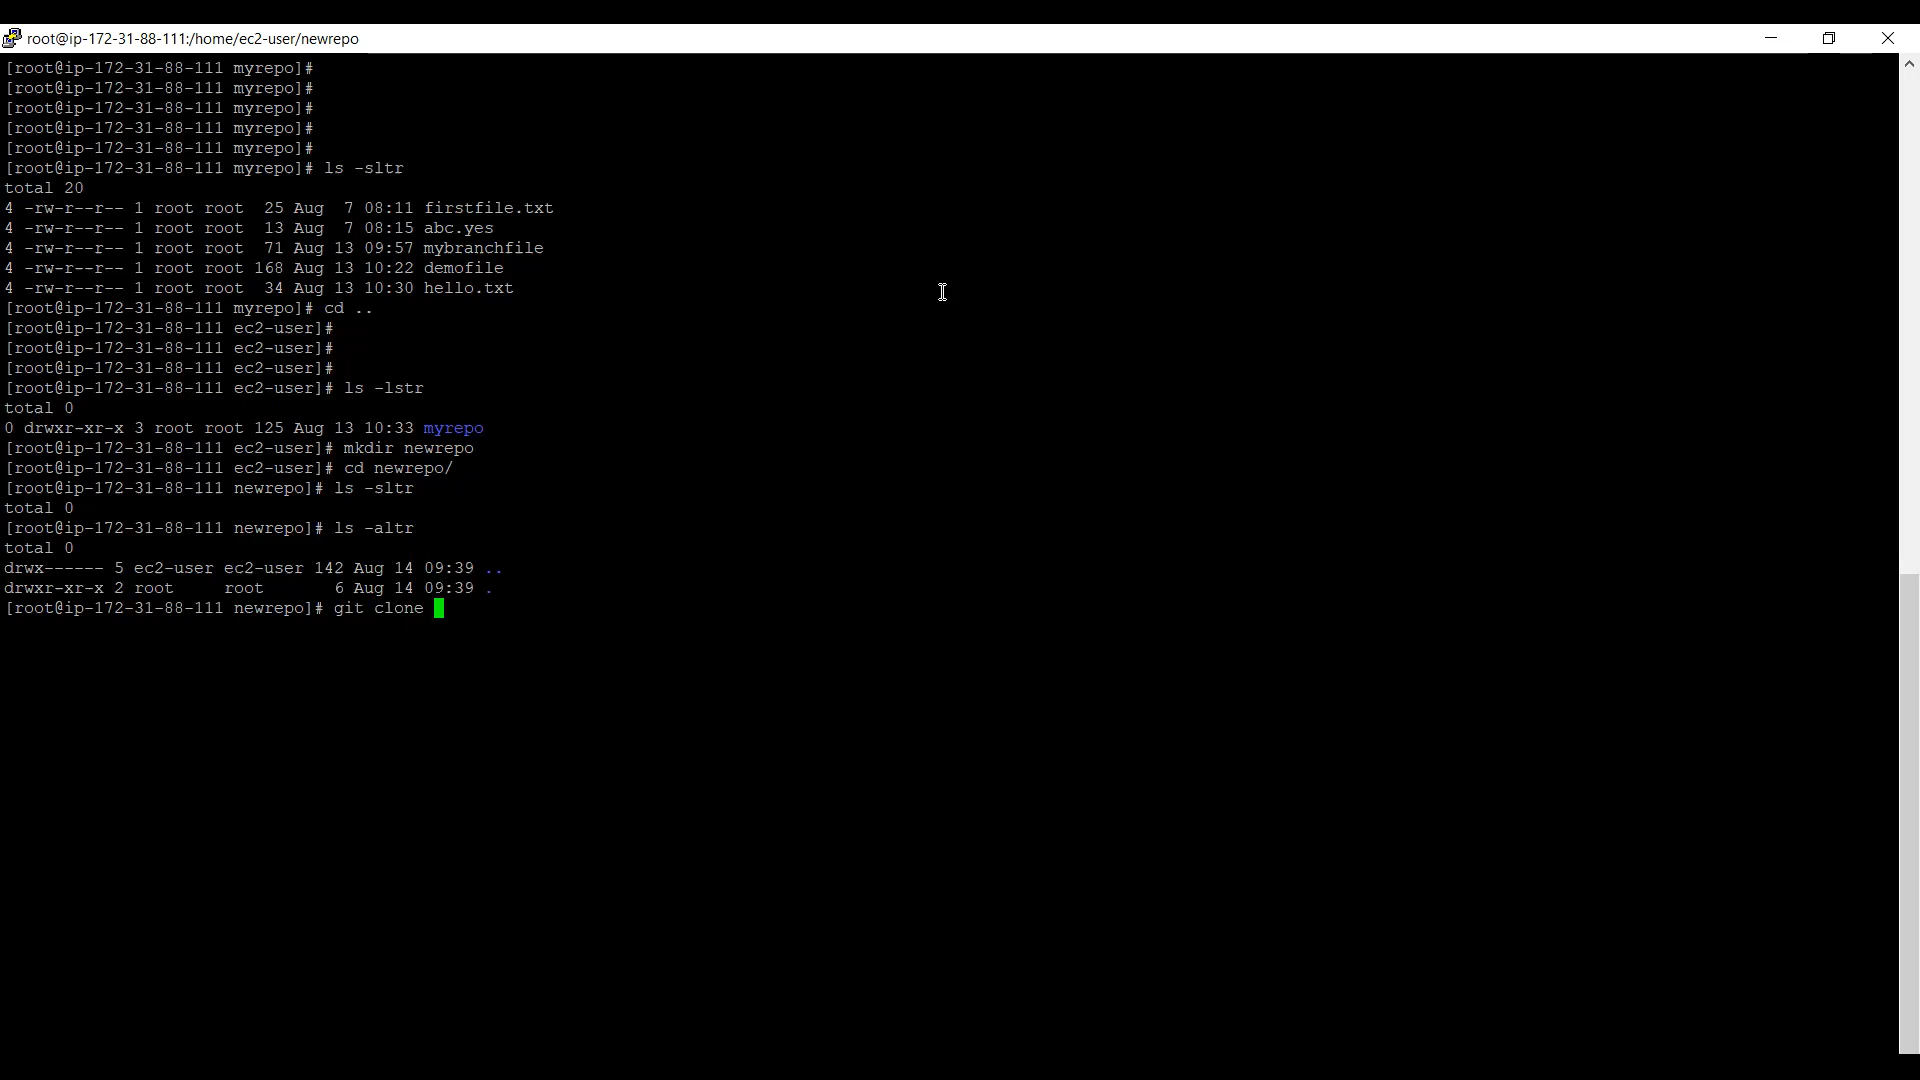 root@ip-172-31-88-111:/home/ec2-user/newrepo
[root@ip-172-31-88-111 myrepo]#
[root@ip-172-31-88-111 myrepo]#
[root@ip-172-31-88-111 myrepo]#
[root@ip-172-31-88-111 myrepo]#
[root@ip-172-31-88-111 myrepo]#
[root@ip-172-31-88-111 myrepo]# ls -sltr
total 20
4 -rw-r--r-- 1 root root  25 Aug  7 08:11 firstfile.txt
4 -rw-r--r-- 1 root root  13 Aug  7 08:15 abc.yes
4 -rw-r--r-- 1 root root  71 Aug 13 09:57 mybranchfile
4 -rw-r--r-- 1 root root 168 Aug 13 10:22 demofile
4 -rw-r--r-- 1 root root  34 Aug 13 10:30 hello.txt
[root@ip-172-31-88-111 myrepo]# cd ..
[root@ip-172-31-88-111 ec2-user]#
[root@ip-172-31-88-111 ec2-user]#
[root@ip-172-31-88-111 ec2-user]#
[root@ip-172-31-88-111 ec2-user]# ls -lstr
total 0
0 drwxr-xr-x 3 root root 125 Aug 13 10:33 myrepo
[root@ip-172-31-88-111 ec2-user]# mkdir newrepo
[root@ip-172-31-88-111 ec2-user]# cd newrepo/
[root@ip-172-31-88-111 newrepo]# ls -sltr
total 0
[root@ip-172-31-88-111 newrepo]# ls -altr
total 0
drwx------ 5 ec2-user ec2-user 142 Aug 14 09:39 ..
drwxr-xr-x 2 root     root       6 Aug 14 09:39 .
[root@ip-172-31-88-111 newrepo]# git clone